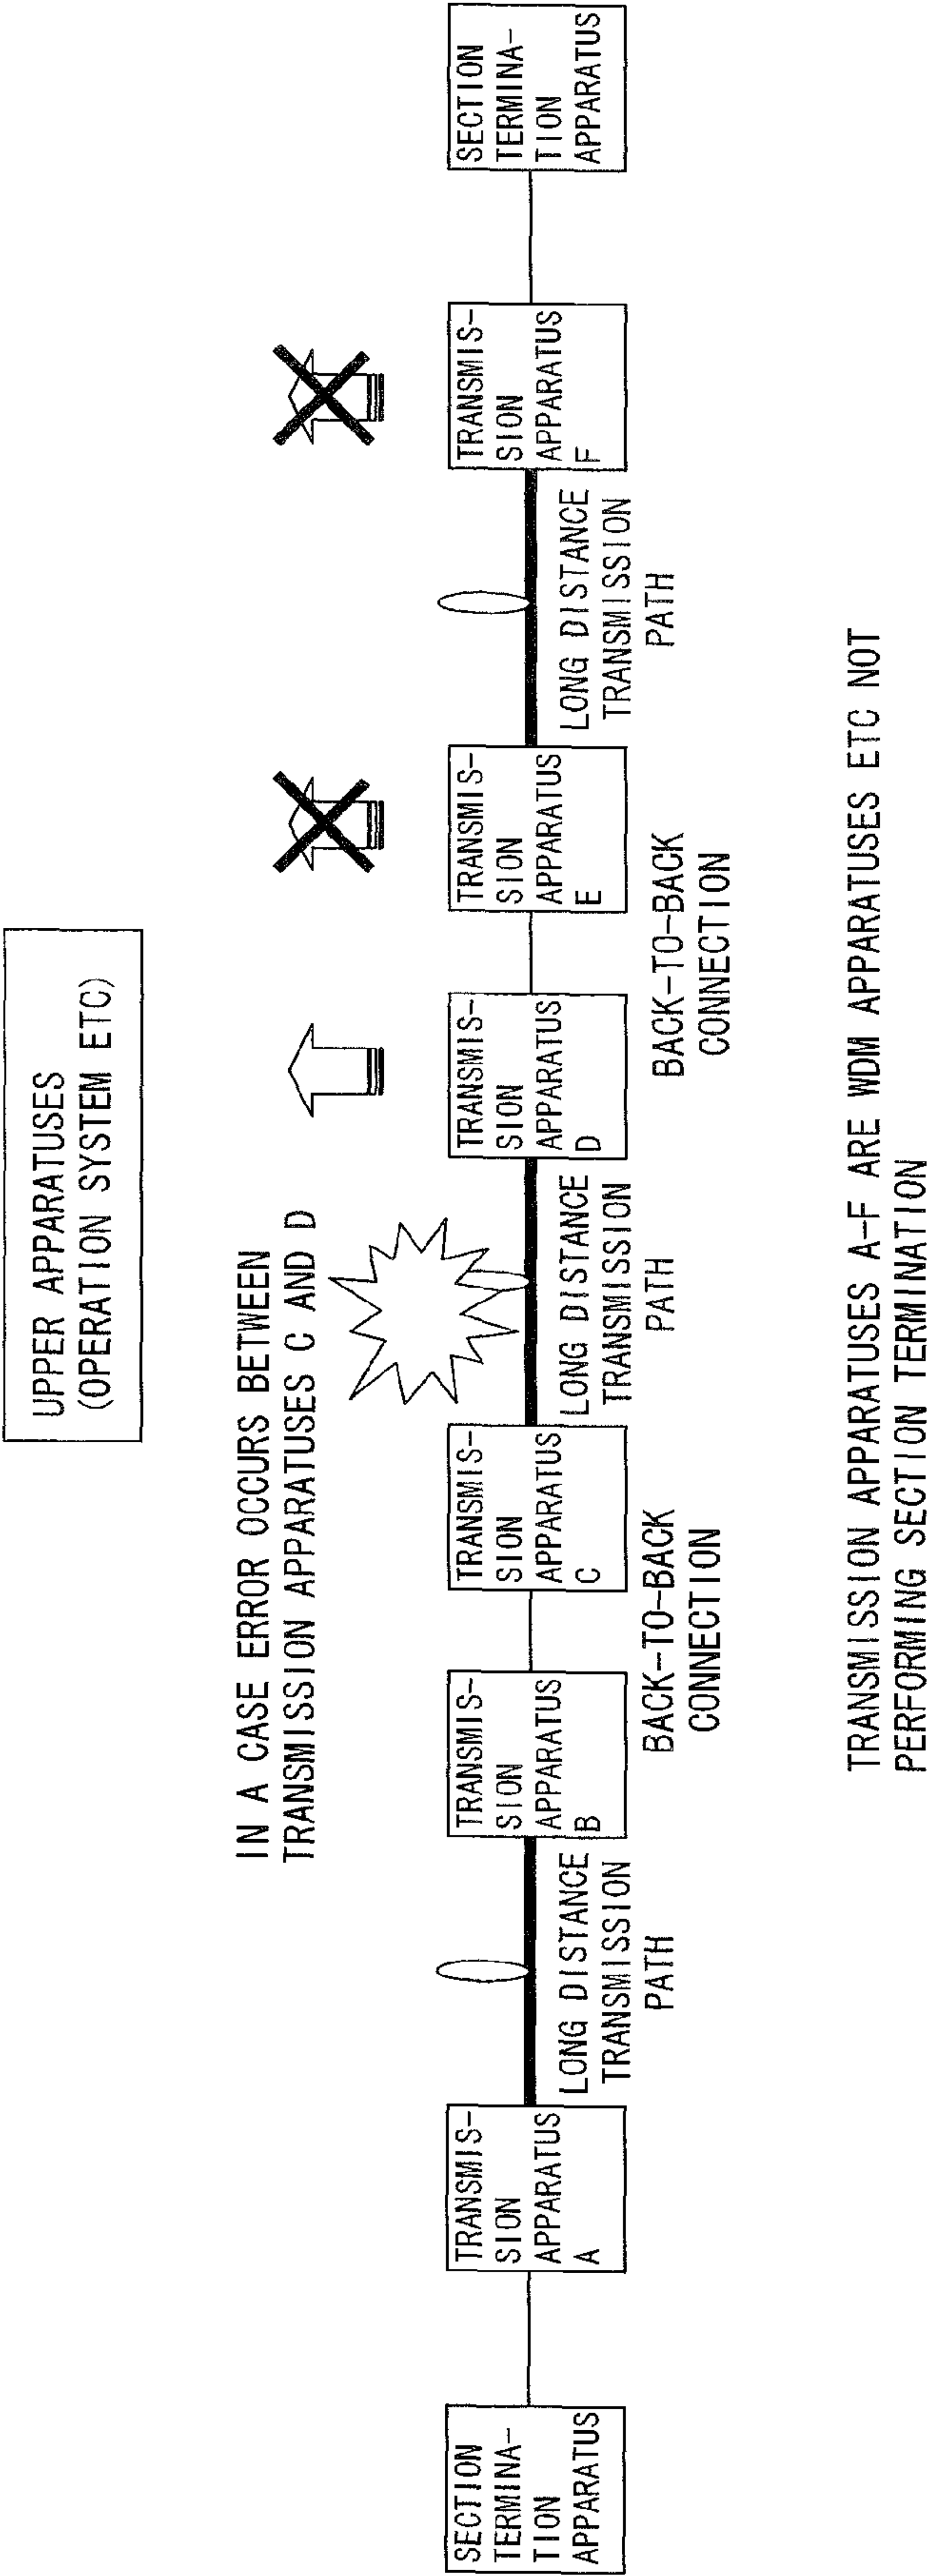 UPPER APPARATUSES
(OPERATION SYSTEM ETC)
IN A CASE ERROR OCCURS BETWEEN
TRANSMISSION APPARATUSES C AND D
SECTION
TERMINA-
TION
APPARATUS
TRANSMIS-
SION
APPARATUS
A
LONG DISTANCE
TRANSMISSION
PATH
TRANSMIS-
SION
APPARATUS
B
BACK-TO-BACK
CONNECTION
TRANSMIS-
SION
APPARATUS
C
LONG DISTANCE
TRANSMISSION
PATH
TRANSMIS-
SION
APPARATUS
D
BACK-TO-BACK
CONNECTION
TRANSMIS-
SION
APPARATUS
E
LONG DISTANCE
TRANSMISSION
PATH
TRANSMIS-
SION
APPARATUS
F
SECTION
TERMINA-
TION
APPARATUS
TRANSMISSION APPARATUSES A-F ARE WDM APPARATUSES ETC NOT
PERFORMING SECTION TERMINATION